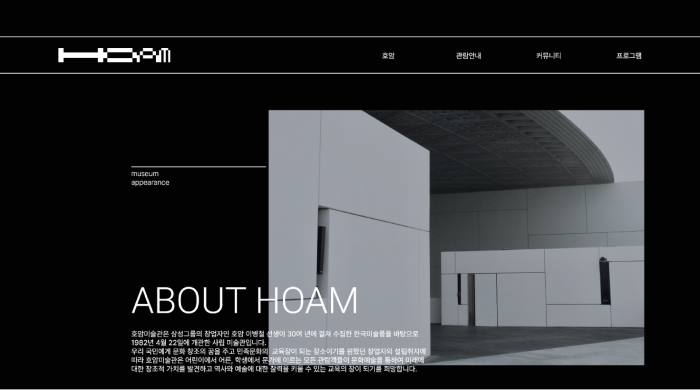 HOAM
호암 관람안내 커뮤니티 프로그램
museum
appearance
ABOUT HOAM
호암미술관은 삼성그룹의 창업자인 호암 이병철 선생이 30여 년에 걸쳐 수집한 한국미술품을 바탕으로
1982년 4월 22일에 개관한 사립 미술관입니다.
우리 국민에게 문화 창조의 꿈을 주고 민족문화의 교육장이 되는 장소이기를 원했던 창업자의 설립취지에
따라 호암미술관은 어린이에서 어른, 학생에서 문간에 이르는 모든 관람객들이 문화예술을 통하여 미래에
대한 창조적 가치를 발견하고 역사와 예술에 대한 잘력을 키울 수 있는 교육의 장이 되기를 희망합니다.